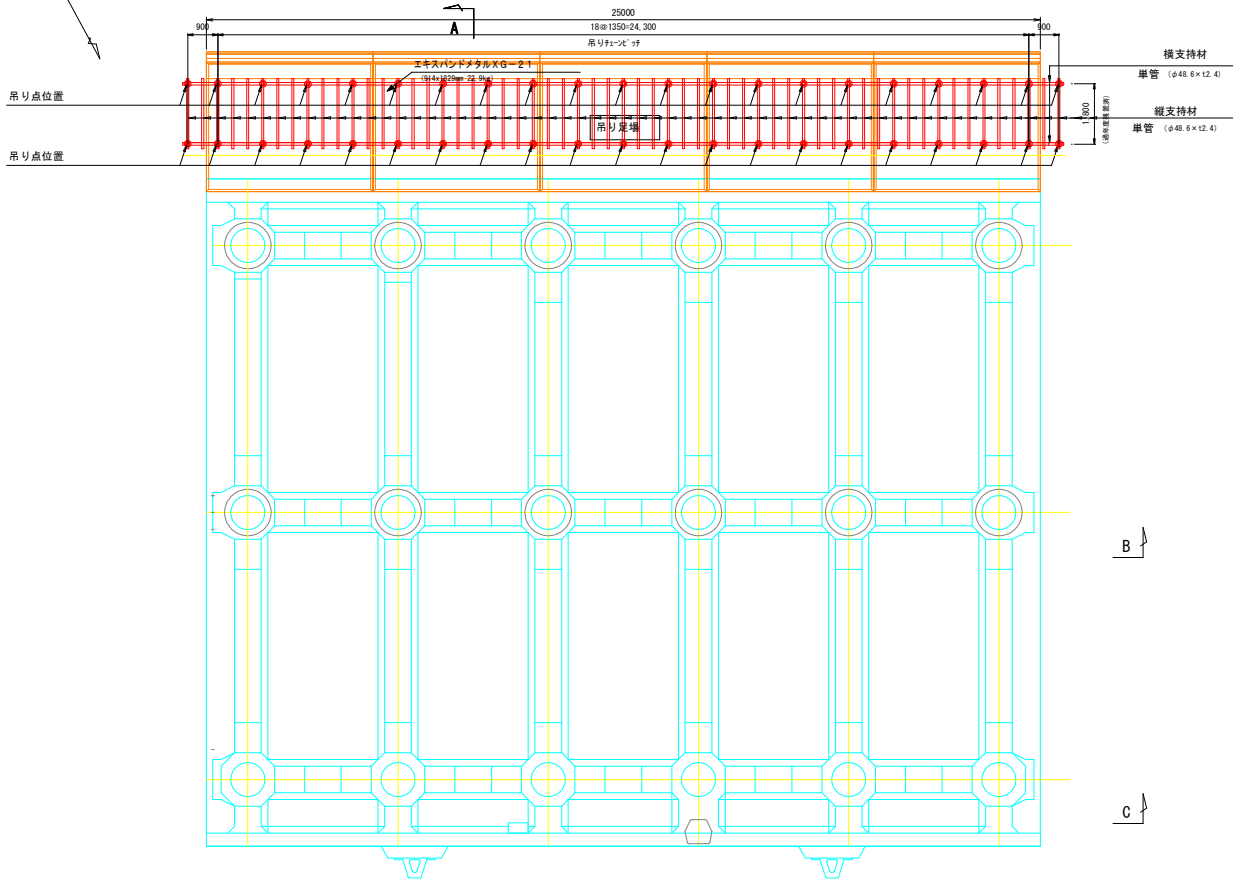 25000
A
900
18@1350=24,300
900
吊りチェーンピッチ
エキスパンドメタルXG-21
(914x1829mm 22.9kg)
横支持材
単管 (φ48.6×t2.4)
吊り点位置
1,800
吊り足場
縦支持材
単管 (φ48.6×t2.4)
吊り点位置
B
C